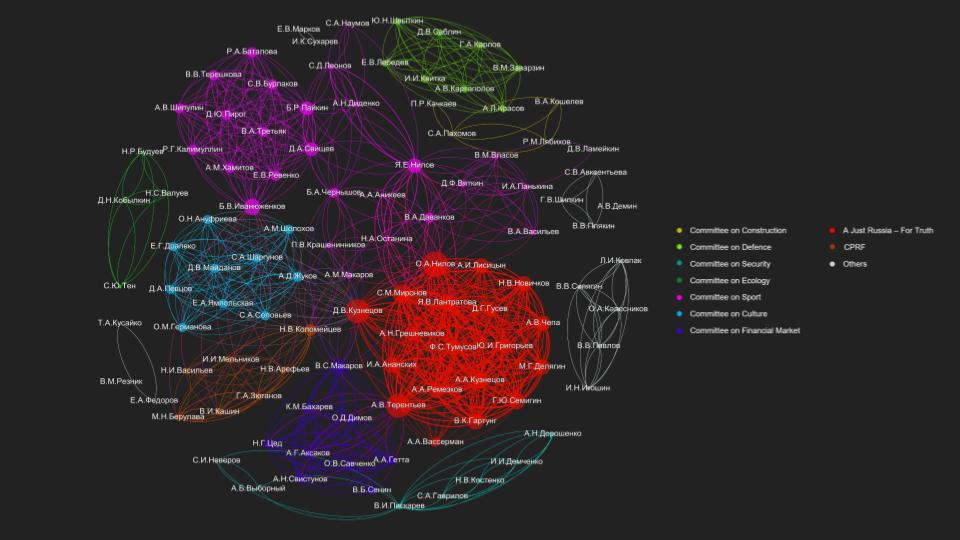 Е.В.Марков
С.А.Наумов
Ю.Н.Швыткин
И.К.Сухарев
Д.В.Саблин
Г.А.Карлов
Р.А.Баталова
С.Д.Леонов
Е.В.Лебедев
В.М.Заварзин
В.В.Терешкова
С.В.Бурлаков
И.И.Квитка
А.В.Картаполов
А.В.Шипулин
Д.Ю.Пирог
Б.Р.Пайкин
А.Н.Диденко
П.Р.Качкаев
А.Л.Красов
В.А.Кошелев
В.А.Третьяк
С.А.Пахомов
Р.М.Лябихов
Н.Р.Будуев
Р.Г.Калимуллин
Д.А.Свищев
В.М.Власов
Д.В.Ламейкин
А.М.Хамитов
Е.В.Ревенко
Я.Е.Нилов
С.В.Авксентьева
Д.Н.Кобылкин
Н.С.Валуев
Б.А.Чернышов
А.А.Аникеев
Д.Ф.Вяткин
И.А.Панькина
Г.В.Шипкин
А.В.Демин
Б.В.Иванюженков
О.Н.Ануфриева
А.М.Шолохов
В.А.Даванков
В.А.Васильев
В.В.Плякин
Е.Г.Драпеко
С.А.Шаргунов
П.В.Крашенинников
Н.А.Останина
Д.В.Майданов
А.Д.Жуков
А.М.Макаров
О.А.Нилов
А.И.Лисицын
Л.И.Ковпак
С.Ю.Тен
Д.А.Певцов
Е.А.Ямпольская
С.М.Миронов
Н.В.Новичков
В.В.Селягин
Я.В.Лантратова
Д.Г.Гусев
О.А.Колесников
Т.А.Кусайко
О.М.Германова
С.А.Соловьев
Д.В.Кузнецов
А.В.Чепа
Н.В.Коломейцев
А.Н.Грешневиков
Ф.С.Тумусов
Ю.И.Григорьев
В.В.Павлов
И.И.Мельников
Н.И.Васильев
Н.В.Арефьев
В.С.Макаров
И.А.Ананских
М.Г.Делягин
В.М.Резник
А.А.Кузнецов
А.А.Ремезков
И.Н.Игошин
Е.А.Федоров
Г.А.Зюганов
В.И.Кашин
М.Н.Берулава
К.М.Бахарев
О.Д.Димов
А.В.Терентьев
Г.Ю.Семигин
В.К.Гартунг
Н.Г.Цед
А.Г.Аксаков
О.В.Савченко
А.А.Гетта
А.А.Вассерман
А.Н.Дорошенко
С.И.Неверов
А.В.Выборный
А.Н.Свистунов
В.Б.Сенин
В.И.Пискарев
С.А.Гаврилов
Н.В.Костенко
И.И.Демченко
Committee on Construction
Committee on Defence
Committee on Security
Committee on Ecology
Committee on Sport
Committee on Culture
Committee on Financial Market
A Just Russia – For Truth
CPRF
Others